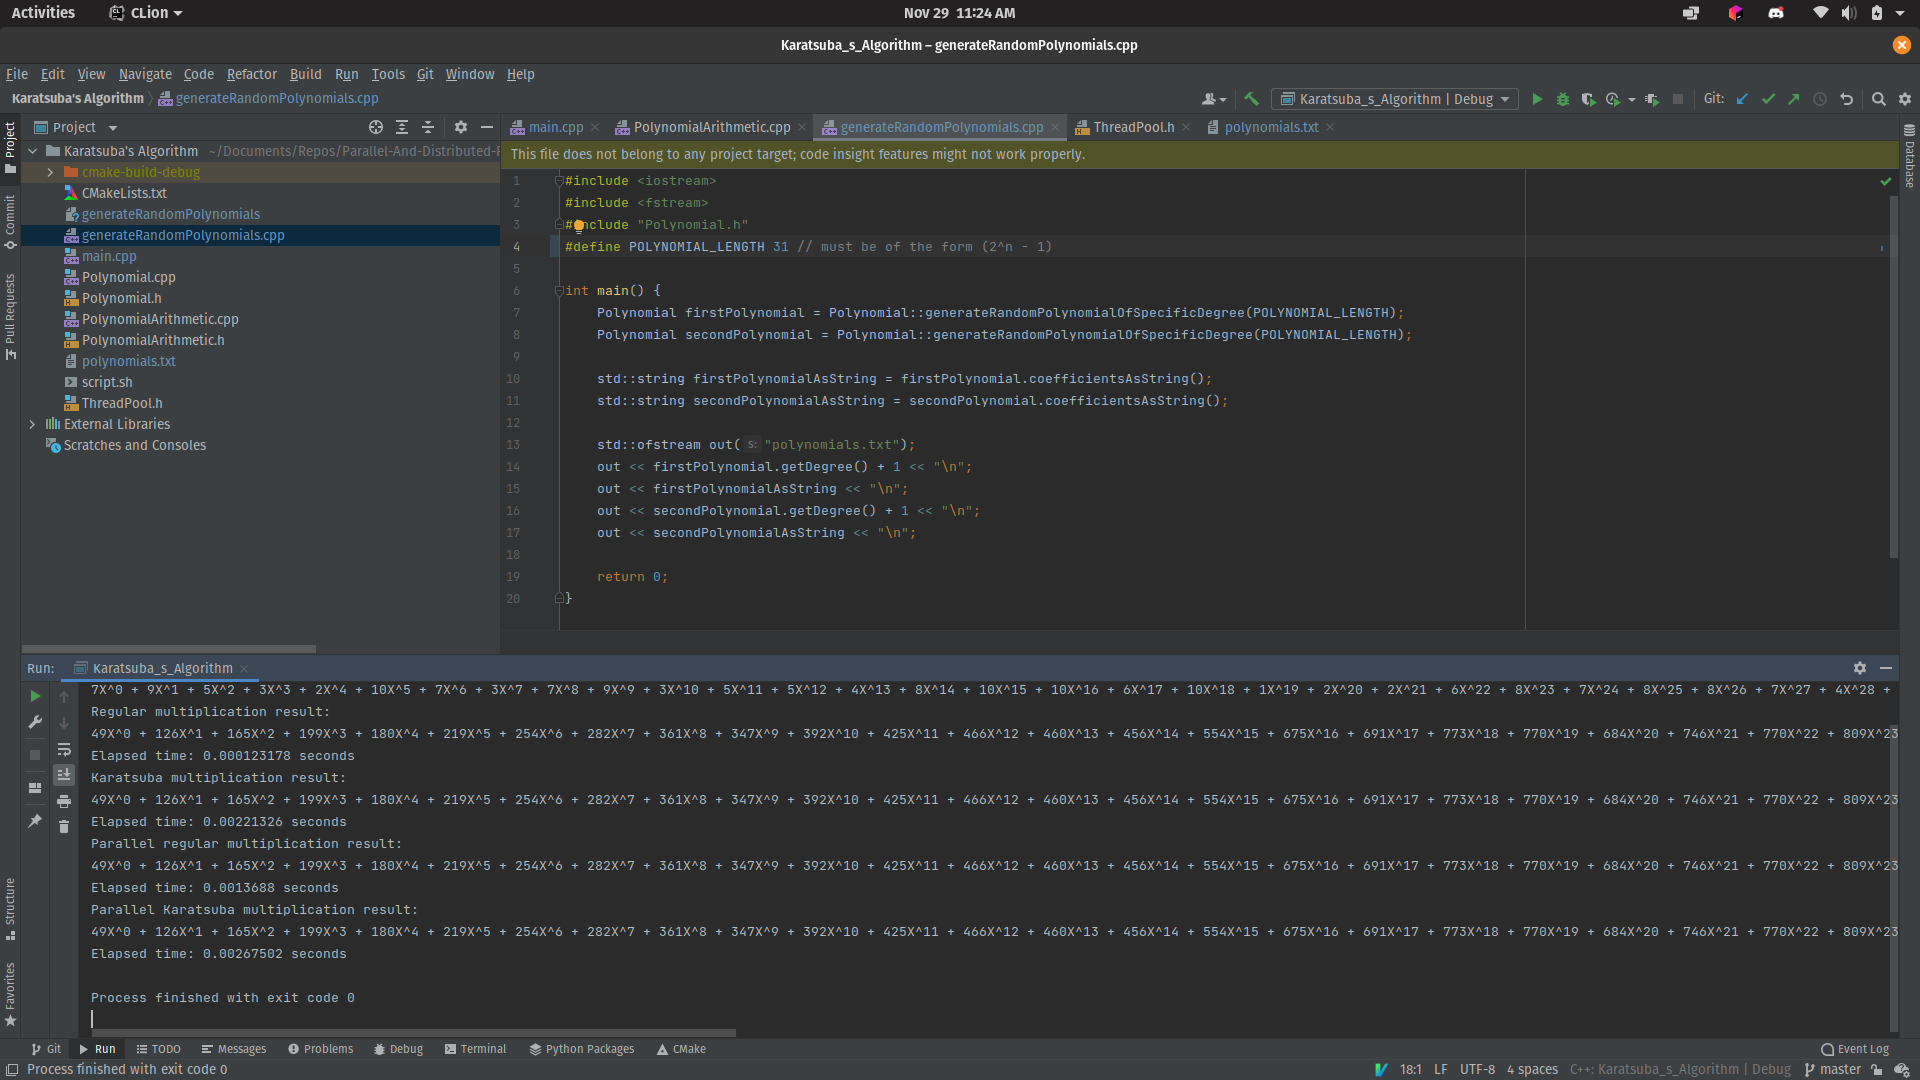 Activities CLion Nov 29 11:24 AM
Karatsuba_s_Algorithm – generateRandomPolynomials.cpp
File Edit View Navigate Code Refactor Build Run Tools Git Window Help
Karatsuba's Algorithm generateRandomPolynomials.cpp Karatsuba_s_Algorithm | Debug Git:
Project
Commit
Pull Requests
Structure
Favorites
Database
Project
Karatsuba's Algorithm ~/Documents/Repos/Parallel-And-Distributed-P
cmake-build-debug
CMakeLists.txt
generateRandomPolynomials
generateRandomPolynomials.cpp
main.cpp
Polynomial.cpp
Polynomial.h
PolynomialArithmetic.cpp
PolynomialArithmetic.h
polynomials.txt
script.sh
ThreadPool.h
External Libraries
Scratches and Consoles
main.cpp PolynomialArithmetic.cpp generateRandomPolynomials.cpp ThreadPool.h polynomials.txt
This file does not belong to any project target; code insight features might not work properly.
1 #include <iostream>
2 #include <fstream>
3 #include "Polynomial.h"
4 #define POLYNOMIAL_LENGTH 31 // must be of the form (2^n - 1)
5
6 int main() {
7 Polynomial firstPolynomial = Polynomial::generateRandomPolynomialOfSpecificDegree(POLYNOMIAL_LENGTH);
8 Polynomial secondPolynomial = Polynomial::generateRandomPolynomialOfSpecificDegree(POLYNOMIAL_LENGTH);
9
10 std::string firstPolynomialAsString = firstPolynomial.coefficientsAsString();
11 std::string secondPolynomialAsString = secondPolynomial.coefficientsAsString();
12
13 std::ofstream out( s: "polynomials.txt");
14 out << firstPolynomial.getDegree() + 1 << "\n";
15 out << firstPolynomialAsString << "\n";
16 out << secondPolynomial.getDegree() + 1 << "\n";
17 out << secondPolynomialAsString << "\n";
18
19 return 0;
20 }
Run: Karatsuba_s_Algorithm
7X^0 + 9X^1 + 5X^2 + 3X^3 + 2X^4 + 10X^5 + 7X^6 + 3X^7 + 7X^8 + 9X^9 + 3X^10 + 5X^11 + 5X^12 + 4X^13 + 8X^14 + 10X^15 + 10X^16 + 6X^17 + 10X^18 + 1X^19 + 2X^20 + 2X^21 + 6X^22 + 8X^23 + 7X^24 + 8X^25 + 8X^26 + 7X^27 + 4X^28 +
Regular multiplication result:
49X^0 + 126X^1 + 165X^2 + 199X^3 + 180X^4 + 219X^5 + 254X^6 + 282X^7 + 361X^8 + 347X^9 + 392X^10 + 425X^11 + 466X^12 + 460X^13 + 456X^14 + 554X^15 + 675X^16 + 691X^17 + 773X^18 + 770X^19 + 684X^20 + 746X^21 + 770X^22 + 809X^23
Elapsed time: 0.000123178 seconds
Karatsuba multiplication result:
49X^0 + 126X^1 + 165X^2 + 199X^3 + 180X^4 + 219X^5 + 254X^6 + 282X^7 + 361X^8 + 347X^9 + 392X^10 + 425X^11 + 466X^12 + 460X^13 + 456X^14 + 554X^15 + 675X^16 + 691X^17 + 773X^18 + 770X^19 + 684X^20 + 746X^21 + 770X^22 + 809X^23
Elapsed time: 0.00221326 seconds
Parallel regular multiplication result:
49X^0 + 126X^1 + 165X^2 + 199X^3 + 180X^4 + 219X^5 + 254X^6 + 282X^7 + 361X^8 + 347X^9 + 392X^10 + 425X^11 + 466X^12 + 460X^13 + 456X^14 + 554X^15 + 675X^16 + 691X^17 + 773X^18 + 770X^19 + 684X^20 + 746X^21 + 770X^22 + 809X^23
Elapsed time: 0.0013688 seconds
Parallel Karatsuba multiplication result:
49X^0 + 126X^1 + 165X^2 + 199X^3 + 180X^4 + 219X^5 + 254X^6 + 282X^7 + 361X^8 + 347X^9 + 392X^10 + 425X^11 + 466X^12 + 460X^13 + 456X^14 + 554X^15 + 675X^16 + 691X^17 + 773X^18 + 770X^19 + 684X^20 + 746X^21 + 770X^22 + 809X^23
Elapsed time: 0.00267502 seconds
Process finished with exit code 0
Git Run TODO Messages Problems Debug Terminal Python Packages CMake Event Log
Process finished with exit code 0 18:1 LF UTF-8 4 spaces C++: Karatsuba_s_Algorithm | Debug master